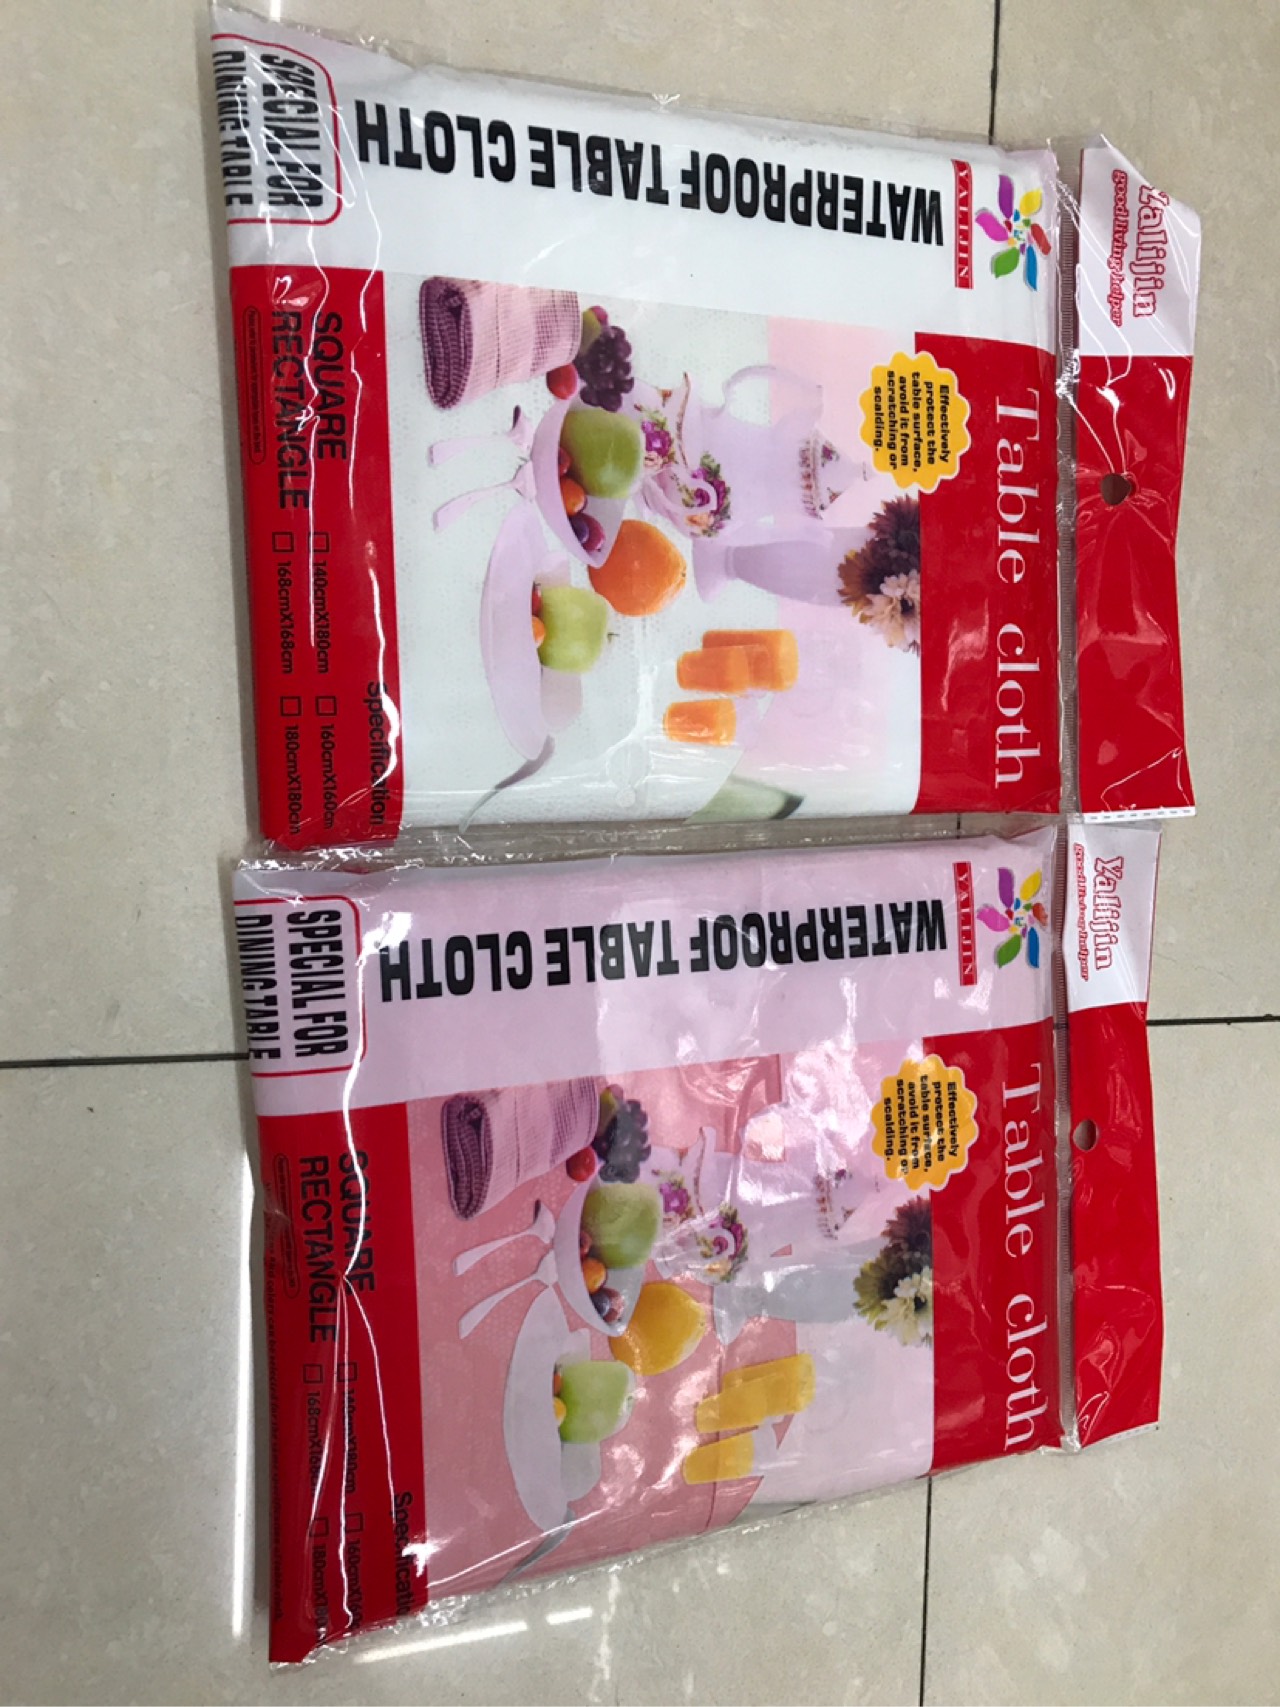 Yalijin
good living helper
YALIJIN
WATERPROOF TABLE CLOTH
Table cloth
Effectively
protect the
table surface,
avoid it from
scratching or
scalding.
SPECIAL FOR
DINING TABLE
SQUARE
RECTANGLE
Specification
140cmX180cm
160cmX160cm
168cmX168cm
180cmX180cm
Yalijin
good living helper
YALIJIN
WATERPROOF TABLE CLOTH
Table cloth
Effectively
protect the
table surface,
avoid it from
scratching or
scalding.
SPECIAL FOR
DINING TABLE
SQUARE
RECTANGLE